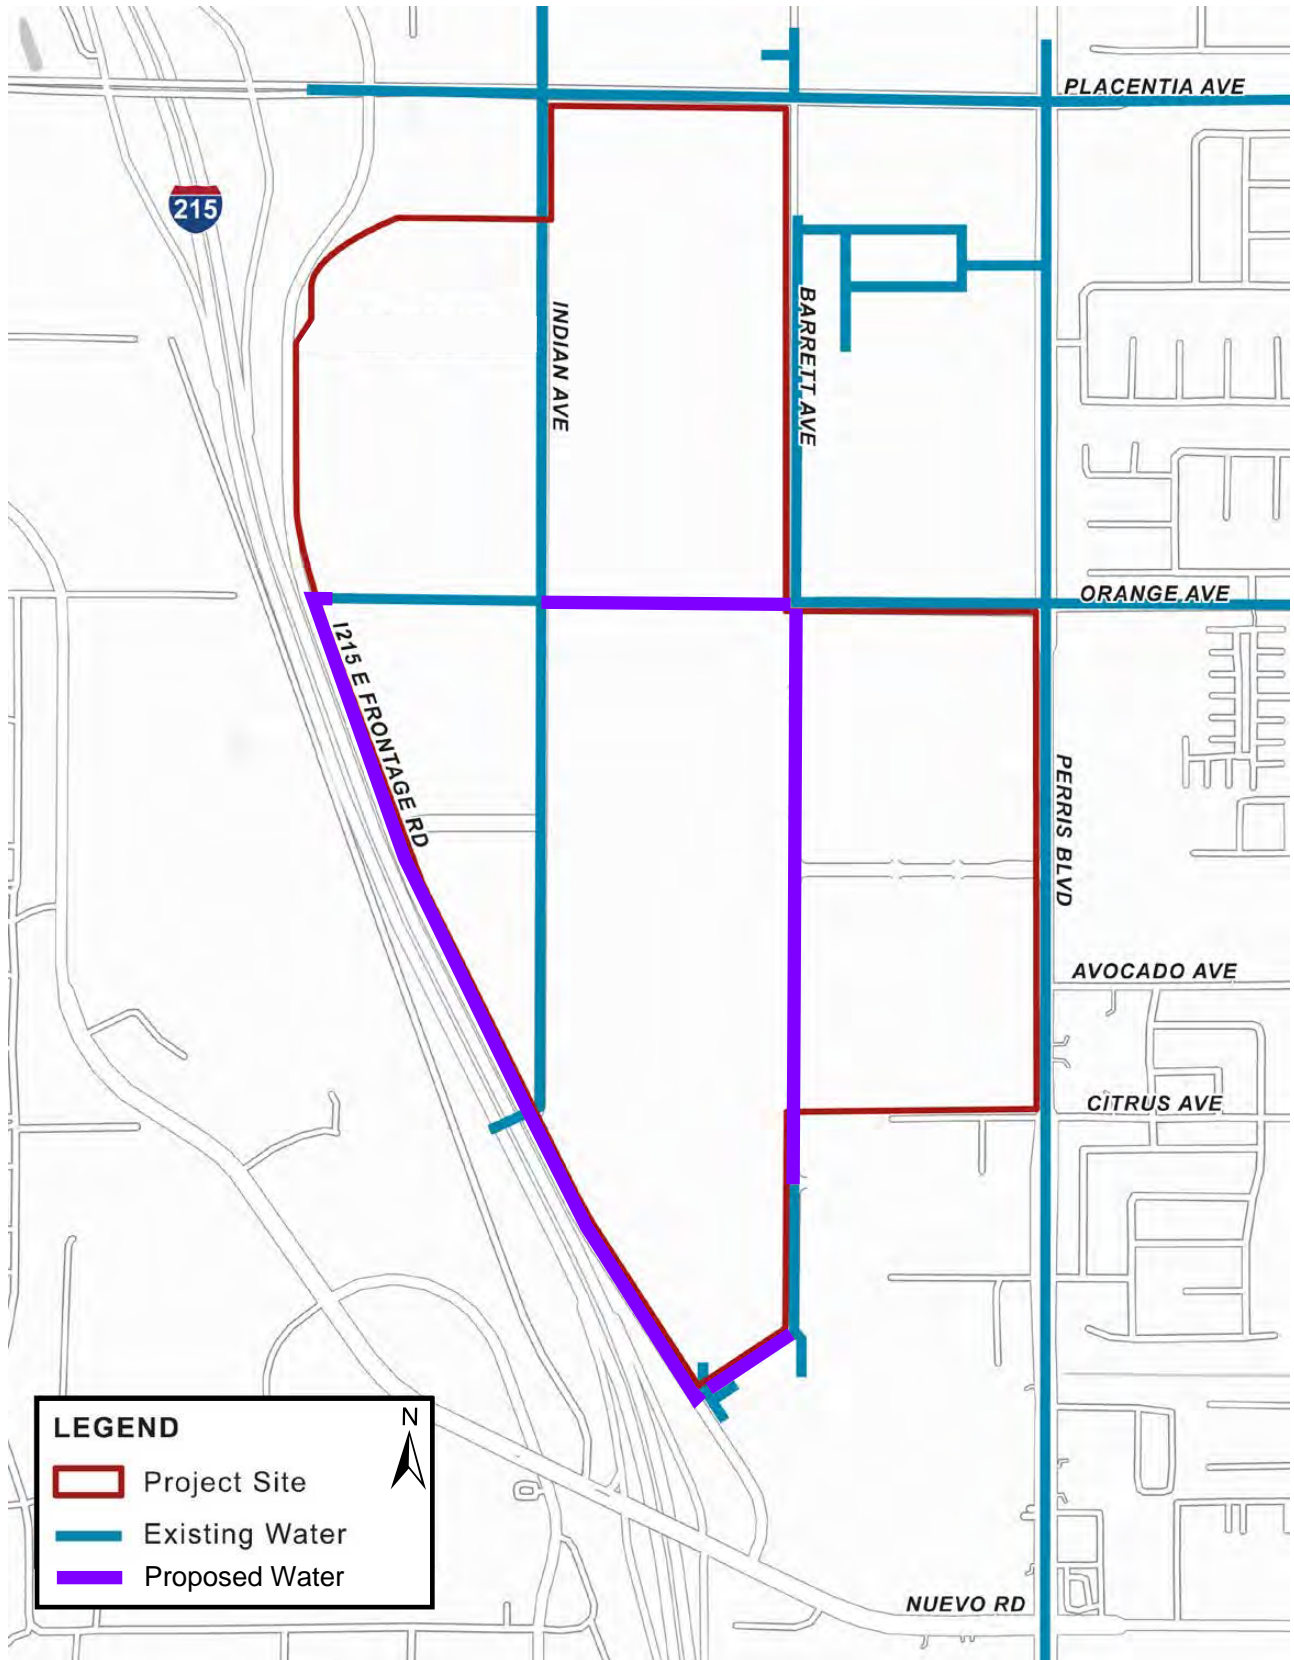 PLACENTIA AVE
215
INDIAN AVE
BARRETT AVE
ORANGE AVE
I215 E FRONTAGE RD
PERRIS BLVD
AVOCADO AVE
CITRUS AVE
LEGEND
N
Project Site
Existing Water
Proposed Water
NUEVO RD